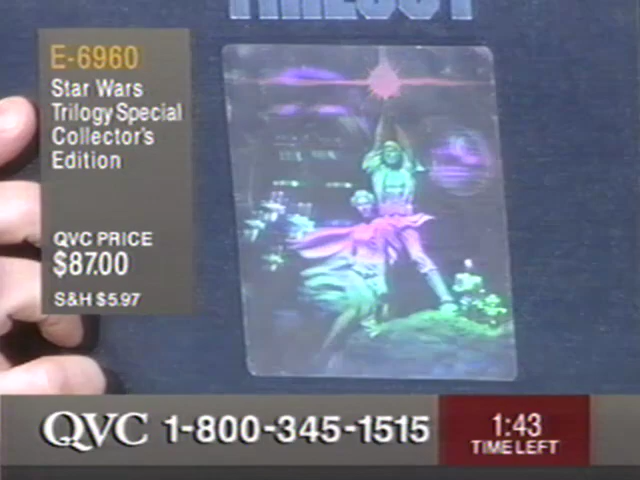 TRILOGY
E-6960
Star Wars
Trilogy Special
Collector's
Edition
QVC PRICE
$87.00
S&H $5.97
QVC 1-800-345-1515
1:43
TIME LEFT